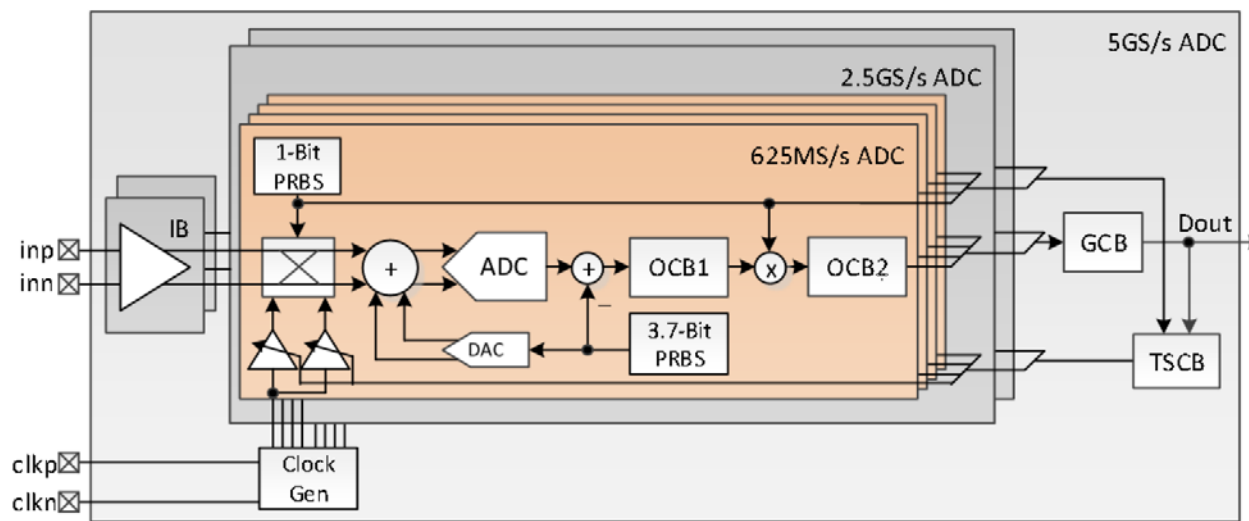 5GS/s ADC
2.5GS/s ADC
625MS/s ADC
1-Bit
PRBS
IB
inp
inn
+
ADC
+
OCB1
x
OCB2
GCB
Dout
–
DAC
3.7-Bit
PRBS
TSCB
clkp
clkn
Clock
Gen